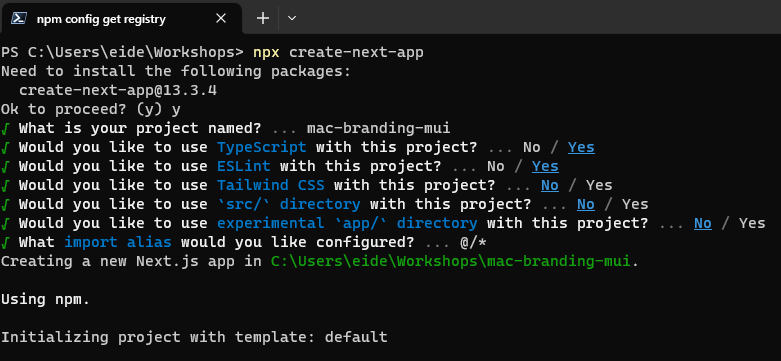 npm config get registry
PS C:\Users\eide\Workshops> npx create-next-app
Need to install the following packages:
  create-next-app@13.3.4
Ok to proceed? (y) y
√ What is your project named? ... mac-branding-mui
√ Would you like to use TypeScript with this project? ... No / Yes
√ Would you like to use ESLint with this project? ... No / Yes
√ Would you like to use Tailwind CSS with this project? ... No / Yes
√ Would you like to use `src/` directory with this project? ... No / Yes
√ Would you like to use experimental `app/` directory with this project? ... No / Yes
√ What import alias would you like configured? ... @/*
Creating a new Next.js app in C:\Users\eide\Workshops\mac-branding-mui.
Using npm.
Initializing project with template: default